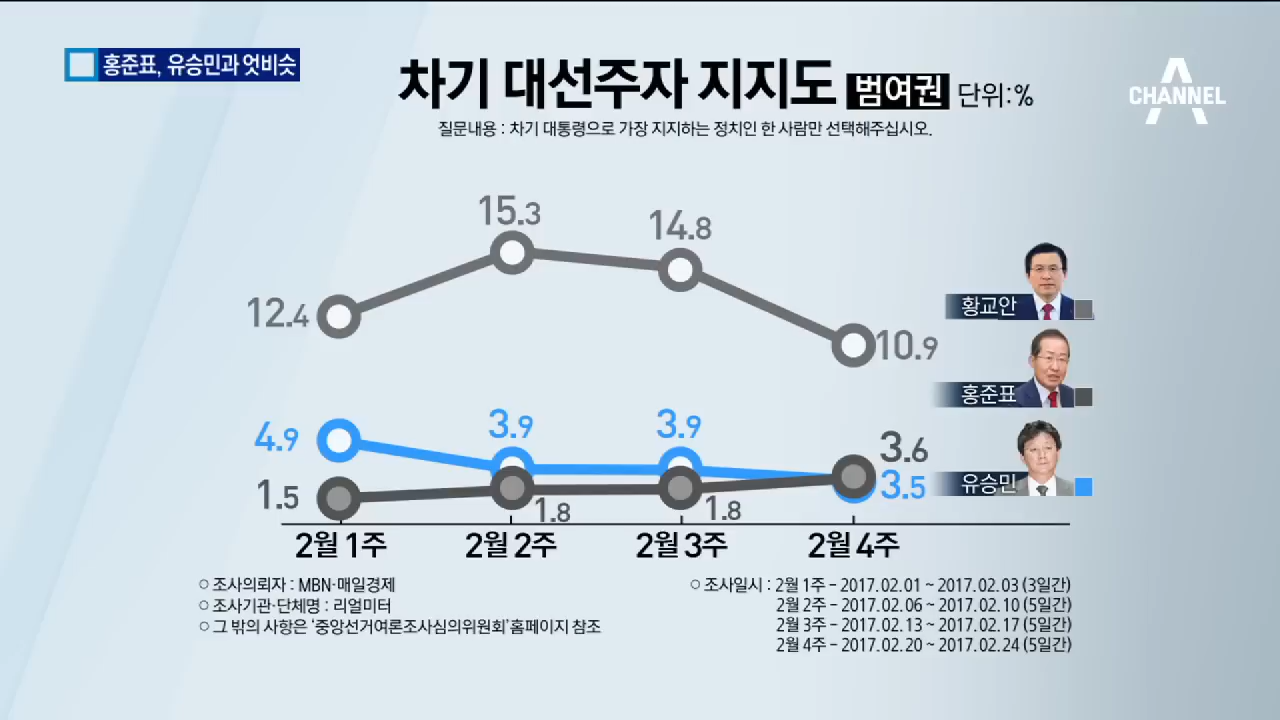 홍준표, 유승민과 엇비슷
차기 대선주자 지지도 범여권 단위:%
질문내용 : 차기 대통령으로 가장 지지하는 정치인 한 사람만 선택해주십시오.
CHANNEL A
15.3
14.8
12.4
10.9
황교안
홍준표
4.9
3.9
3.9
3.6
유승민
3.5
1.5
1.8
1.8
2월 1주
2월 2주
2월 3주
2월 4주
○ 조사의뢰자 : MBN·매일경제
○ 조사기관·단체명 : 리얼미터
○ 그 밖의 사항은 '중앙선거여론조사심의위원회'홈페이지 참조
○ 조사일시 : 2월 1주 – 2017.02.01 ~ 2017.02.03 (3일간)
2월 2주 – 2017.02.06 ~ 2017.02.10 (5일간)
2월 3주 – 2017.02.13 ~ 2017.02.17 (5일간)
2월 4주 – 2017.02.20 ~ 2017.02.24 (5일간)